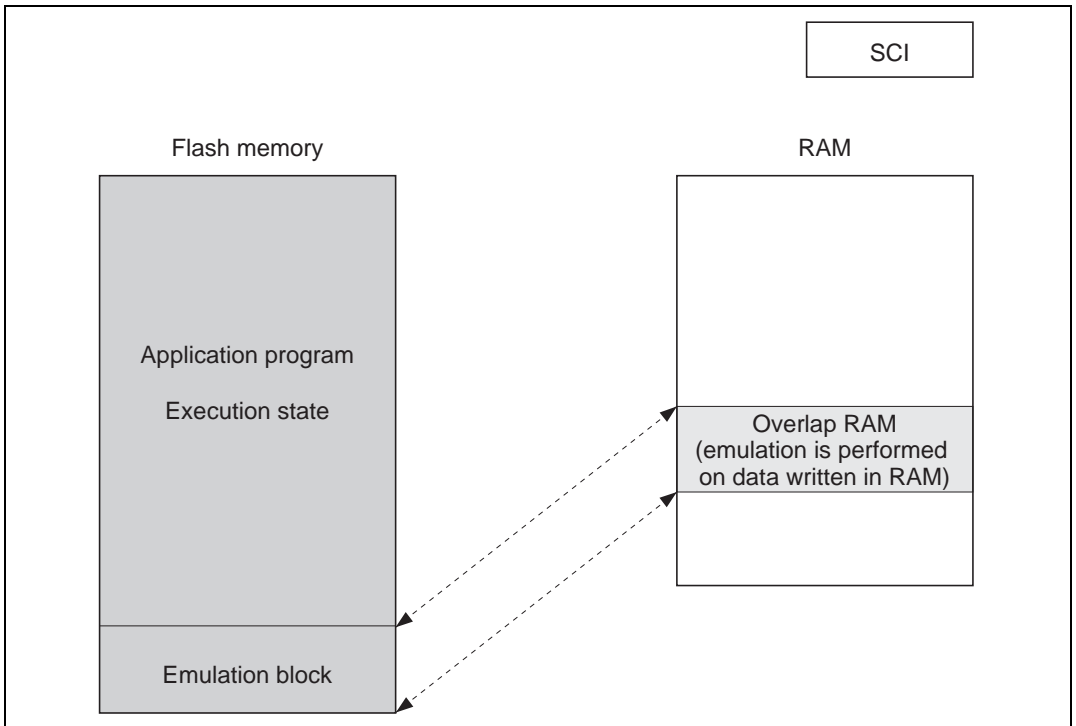 SCI
Flash memory
RAM
Application program
Execution state
Overlap RAM
(emulation is performed
on data written in RAM)
Emulation block